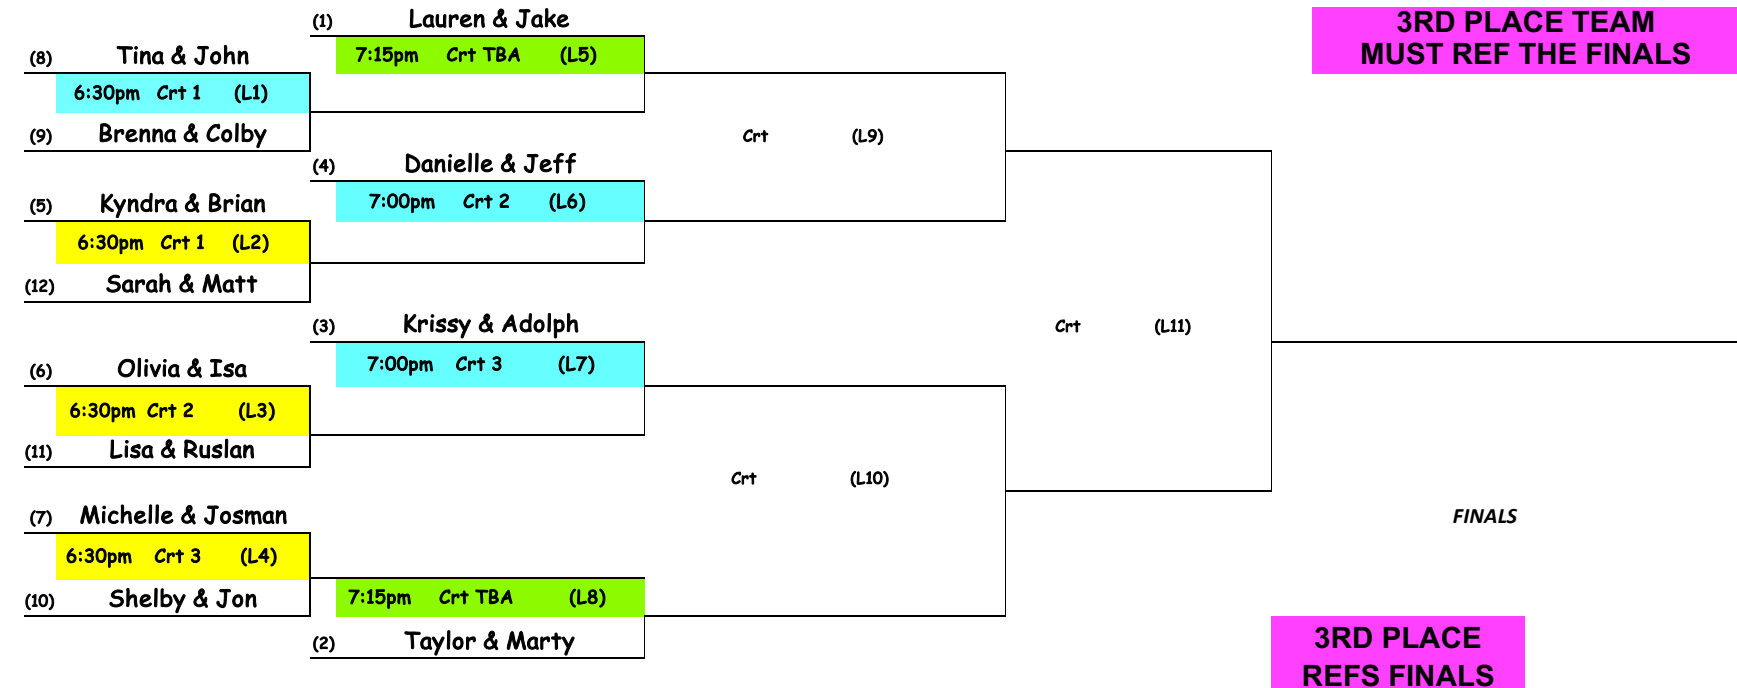 (1) Lauren & Jake
3RD PLACE TEAM
MUST REF THE FINALS
(8) Tina & John
7:15pm Crt TBA (L5)
6:30pm Crt 1 (L1)
(9) Brenna & Colby
Crt (L9)
(4) Danielle & Jeff
(5) Kyndra & Brian
7:00pm Crt 2 (L6)
6:30pm Crt 1 (L2)
(12) Sarah & Matt
(3) Krissy & Adolph
Crt (L11)
(6) Olivia & Isa
7:00pm Crt 3 (L7)
6:30pm Crt 2 (L3)
(11) Lisa & Ruslan
Crt (L10)
(7) Michelle & Josman
FINALS
6:30pm Crt 3 (L4)
(10) Shelby & Jon
7:15pm Crt TBA (L8)
(2) Taylor & Marty
3RD PLACE
REFS FINALS